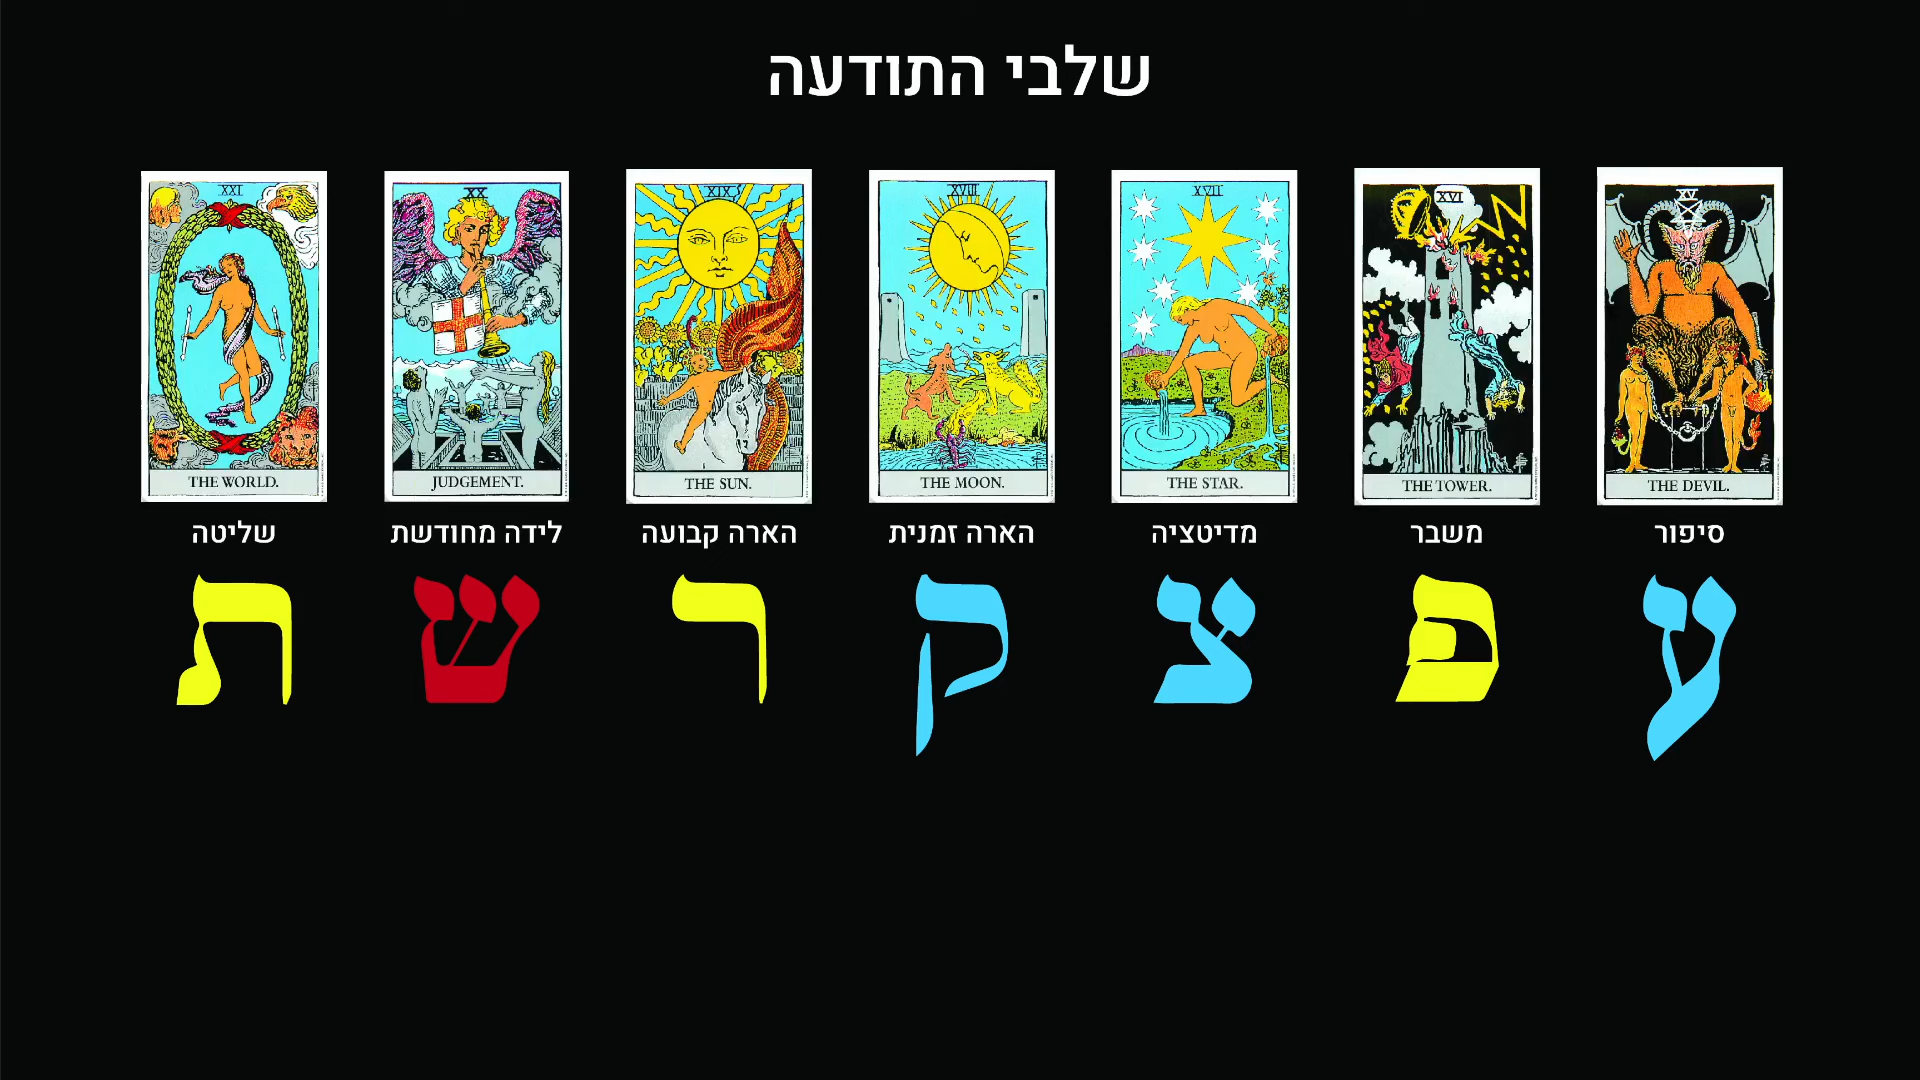 שלבי התודעה
XV
THE DEVIL.
סיפור
ע
XVI
THE TOWER.
משבר
פ
XVII
THE STAR.
מדיטציה
צ
XVIII
THE MOON.
הארה זמנית
ק
XIX
THE SUN.
הארה קבועה
ר
XX
JUDGEMENT.
לידה מחודשת
ש
XXI
THE WORLD.
שליטה
ת